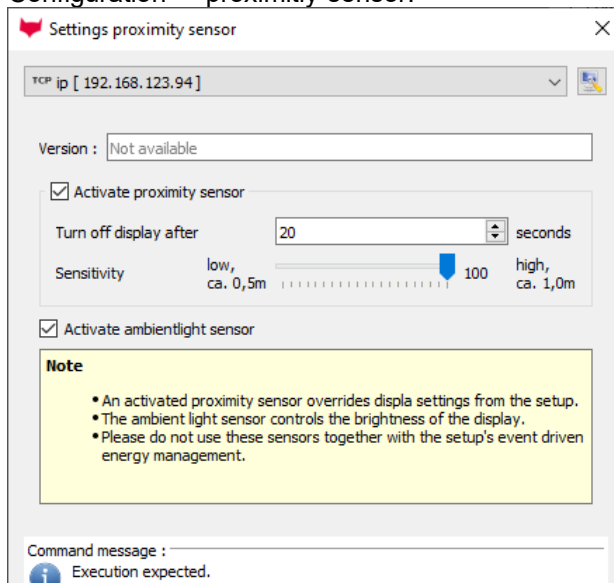 Configuration proximitiy sensor:
Settings proximity sensor
TCP ip [ 192.168.123.94 ]
Version : Not available
Activate proximity sensor
Turn off display after 20 seconds
Sensitivity low, ca. 0,5m 100 high, ca. 1,0m
Activate ambientlight sensor
Note
• An activated proximity sensor overrides displa settings from the setup.
• The ambient light sensor controls the brightness of the display.
• Please do not use these sensors together with the setup's event driven
energy management.
Command message :
Execution expected.